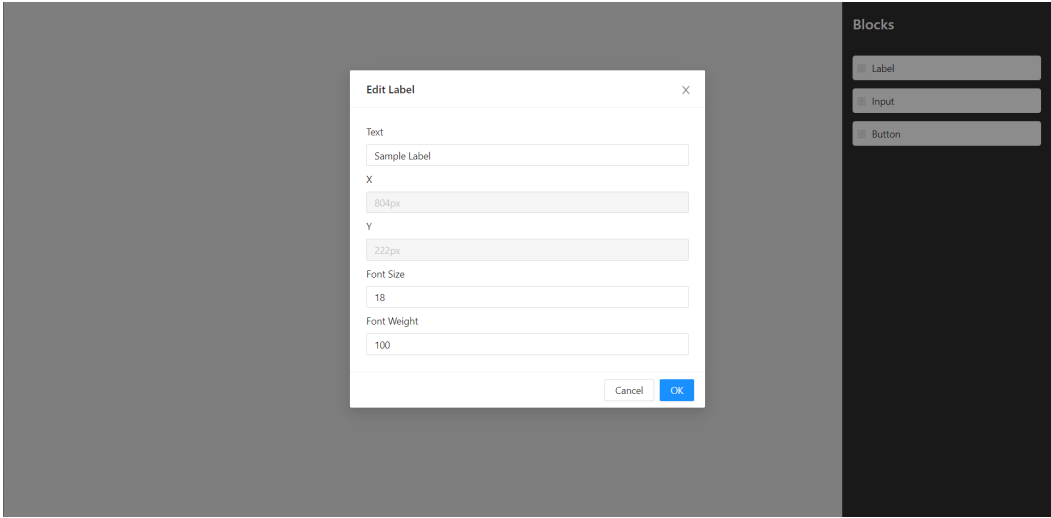 Blocks
Label
Input
Button
Edit Label
X
Text
Sample Label
X
804px
Y
222px
Font Size
18
Font Weight
100
Cancel
OK